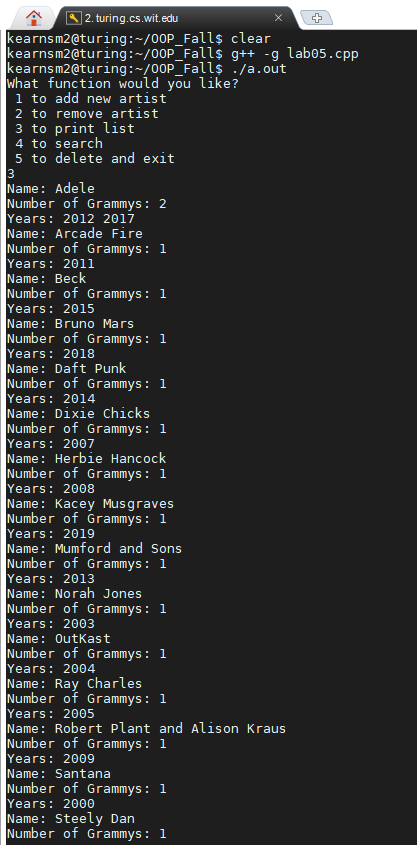 2. turing.cs.wit.edu
kearnsm2@turing:~/OOP_Fall$ clear
kearnsm2@turing:~/OOP_Fall$ g++ -g lab05.cpp
kearnsm2@turing:~/OOP_Fall$ ./a.out
What function would you like?
 1 to add new artist
 2 to remove artist
 3 to print list
 4 to search
 5 to delete and exit
3
Name: Adele
Number of Grammys: 2
Years: 2012 2017
Name: Arcade Fire
Number of Grammys: 1
Years: 2011
Name: Beck
Number of Grammys: 1
Years: 2015
Name: Bruno Mars
Number of Grammys: 1
Years: 2018
Name: Daft Punk
Number of Grammys: 1
Years: 2014
Name: Dixie Chicks
Number of Grammys: 1
Years: 2007
Name: Herbie Hancock
Number of Grammys: 1
Years: 2008
Name: Kacey Musgraves
Number of Grammys: 1
Years: 2019
Name: Mumford and Sons
Number of Grammys: 1
Years: 2013
Name: Norah Jones
Number of Grammys: 1
Years: 2003
Name: OutKast
Number of Grammys: 1
Years: 2004
Name: Ray Charles
Number of Grammys: 1
Years: 2005
Name: Robert Plant and Alison Kraus
Number of Grammys: 1
Years: 2009
Name: Santana
Number of Grammys: 1
Years: 2000
Name: Steely Dan
Number of Grammys: 1